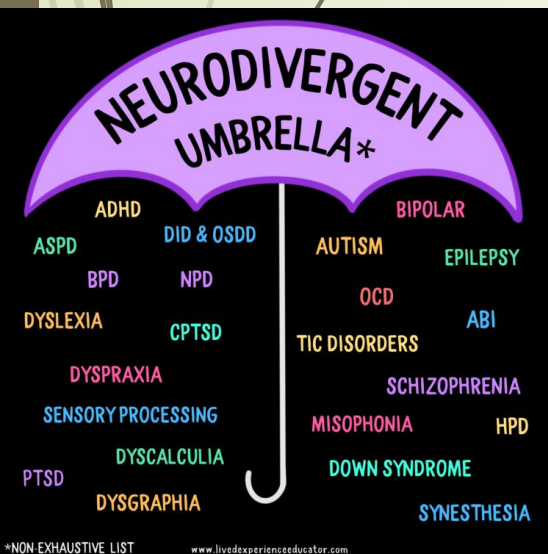 NEURODIVERGENT
UMBRELLA*
ADHD
ASPD
DID & OSDD
BPD
NPD
DYSLEXIA
CPTSD
DYSPRAXIA
SENSORY PROCESSING
DYSCALCULIA
PTSD
DYSGRAPHIA
BIPOLAR
AUTISM
EPILEPSY
OCD
ABI
TIC DISORDERS
SCHIZOPHRENIA
MISOPHONIA
HPD
DOWN SYNDROME
SYNESTHESIA
*NON-EXHAUSTIVE LIST
www.livedexperienceeducator.com